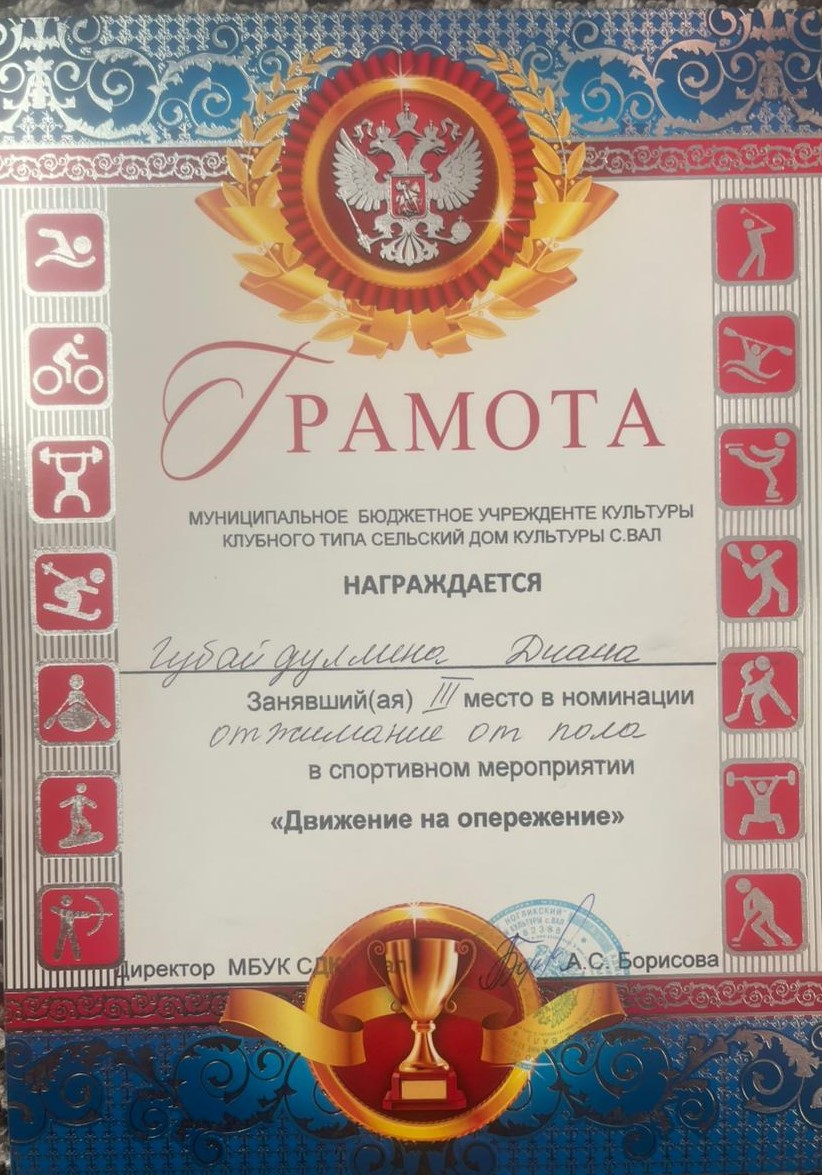 ГРАМОТА
МУНИЦИПАЛЬНОЕ БЮДЖЕТНОЕ УЧРЕЖДЕНТЕ КУЛЬТУРЫ
КЛУБНОГО ТИПА СЕЛЬСКИЙ ДОМ КУЛЬТУРЫ С.ВАЛ
НАГРАЖДАЕТСЯ
Губайдуллина Диана
Занявший(ая) III место в номинации
отжимание от пола
в спортивном мероприятии
«Движение на опережение»
Директор МБУК СДК А.С. Борисова